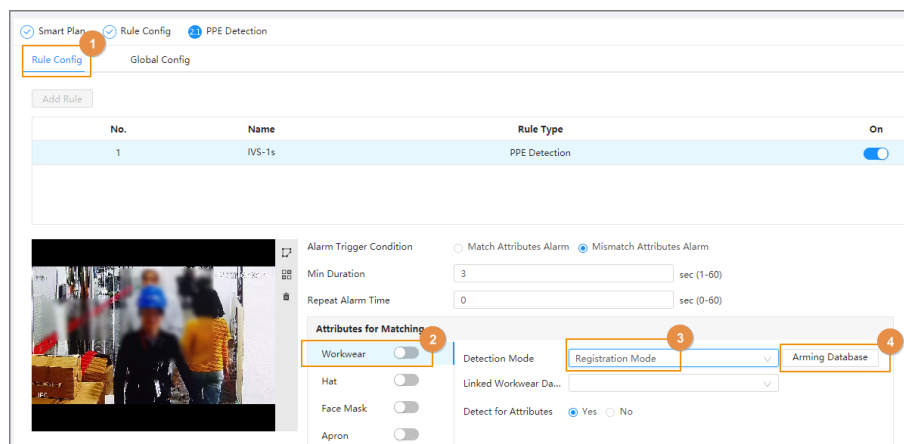 Smart Plan Rule Config 2.1 PPE Detection
1
Rule Config Global Config
Add Rule
No. Name Rule Type On
1 IVS-1s PPE Detection
Alarm Trigger Condition Match Attributes Alarm Mismatch Attributes Alarm
Min Duration 3 sec (1-60)
Repeat Alarm Time 0 sec (0-60)
Attributes for Matching
2
3
4
Workwear Detection Mode Registration Mode Arming Database
Hat Linked Workwear Da...
Face Mask Detect for Attributes Yes No
Apron